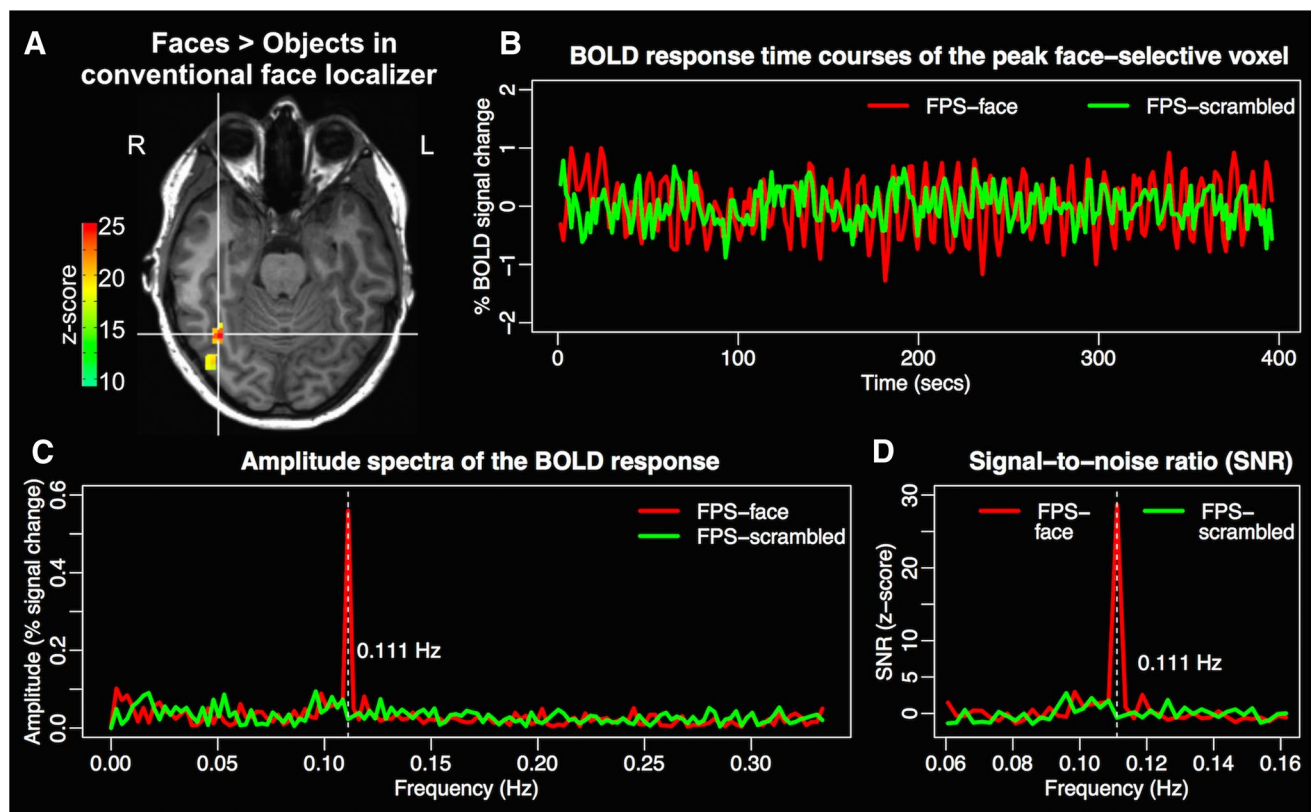 A
Faces > Objects in
conventional face localizer
R
L
z-score
25
20
15
10
B
BOLD response time courses of the peak face-selective voxel
FPS-face
FPS-scrambled
% BOLD signal change
2
1
0
-1
-2
0
100
200
300
400
Time (secs)
C
Amplitude spectra of the BOLD response
FPS-face
FPS-scrambled
Amplitude (% signal change)
0.6
0.4
0.2
0.0
0.111 Hz
0.00
0.05
0.10
0.15
0.20
0.25
0.30
Frequency (Hz)
D
Signal-to-noise ratio (SNR)
FPS-
face
FPS-
scrambled
SNR (z-score)
30
20
10
5
0
0.111 Hz
0.06
0.08
0.10
0.12
0.14
0.16
Frequency (Hz)